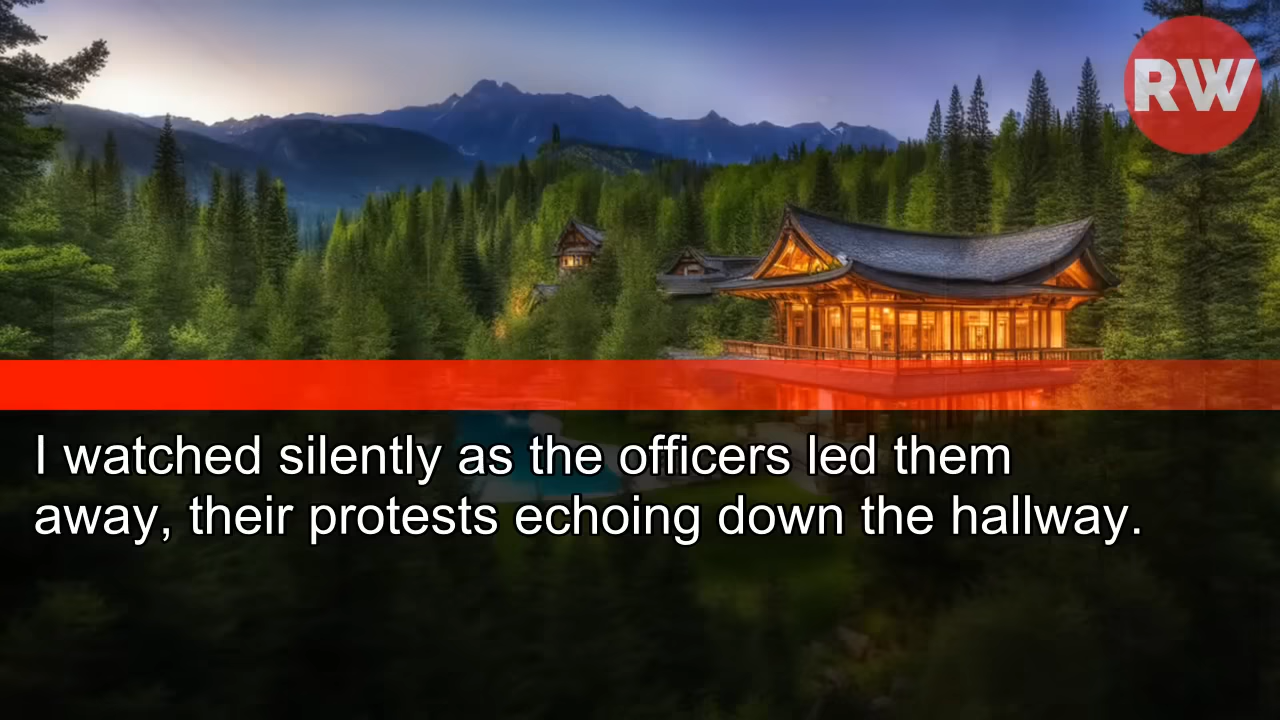 RW
I watched silently as the officers led them
away, their protests echoing down the hallway.